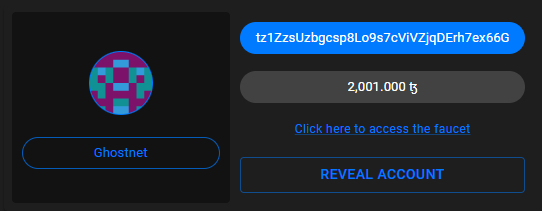 tz1ZzsUzbgcsp8Lo9s7cViVZjqDErh7ex66G
2,001.000 ꜩ
Click here to access the faucet
Ghostnet
REVEAL ACCOUNT